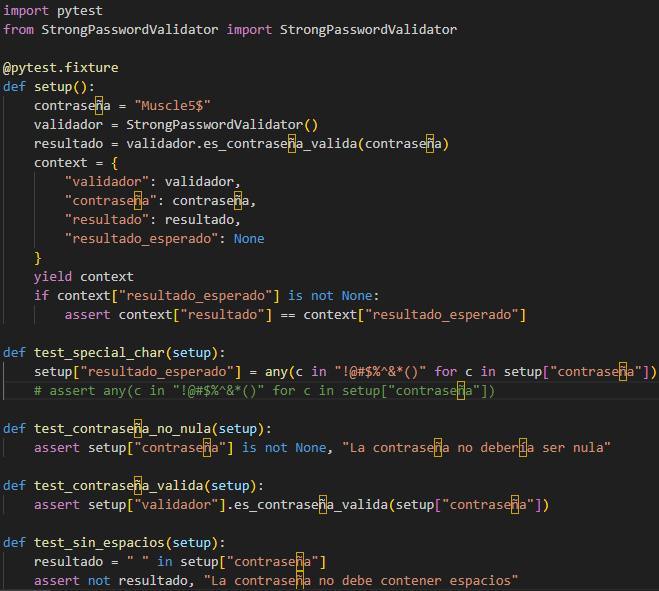 import pytest
from StrongPasswordValidator import StrongPasswordValidator
@pytest.fixture
def setup():
    contraseña = "Muscle5$"
    validador = StrongPasswordValidator()
    resultado = validador.es_contraseña_valida(contraseña)
    context = {
        "validador": validador,
        "contraseña": contraseña,
        "resultado": resultado,
        "resultado_esperado": None
    }
    yield context
    if context["resultado_esperado"] is not None:
        assert context["resultado"] == context["resultado_esperado"]
def test_special_char(setup):
    setup["resultado_esperado"] = any(c in "!@#$%^&*()" for c in setup["contraseña"])
    # assert any(c in "!@#$%^&*()" for c in setup["contraseña"])
def test_contraseña_no_nula(setup):
    assert setup["contraseña"] is not None, "La contraseña no debería ser nula"
def test_contraseña_valida(setup):
    assert setup["validador"].es_contraseña_valida(setup["contraseña"])
def test_sin_espacios(setup):
    resultado = " " in setup["contraseña"]
    assert not resultado, "La contraseña no debe contener espacios"